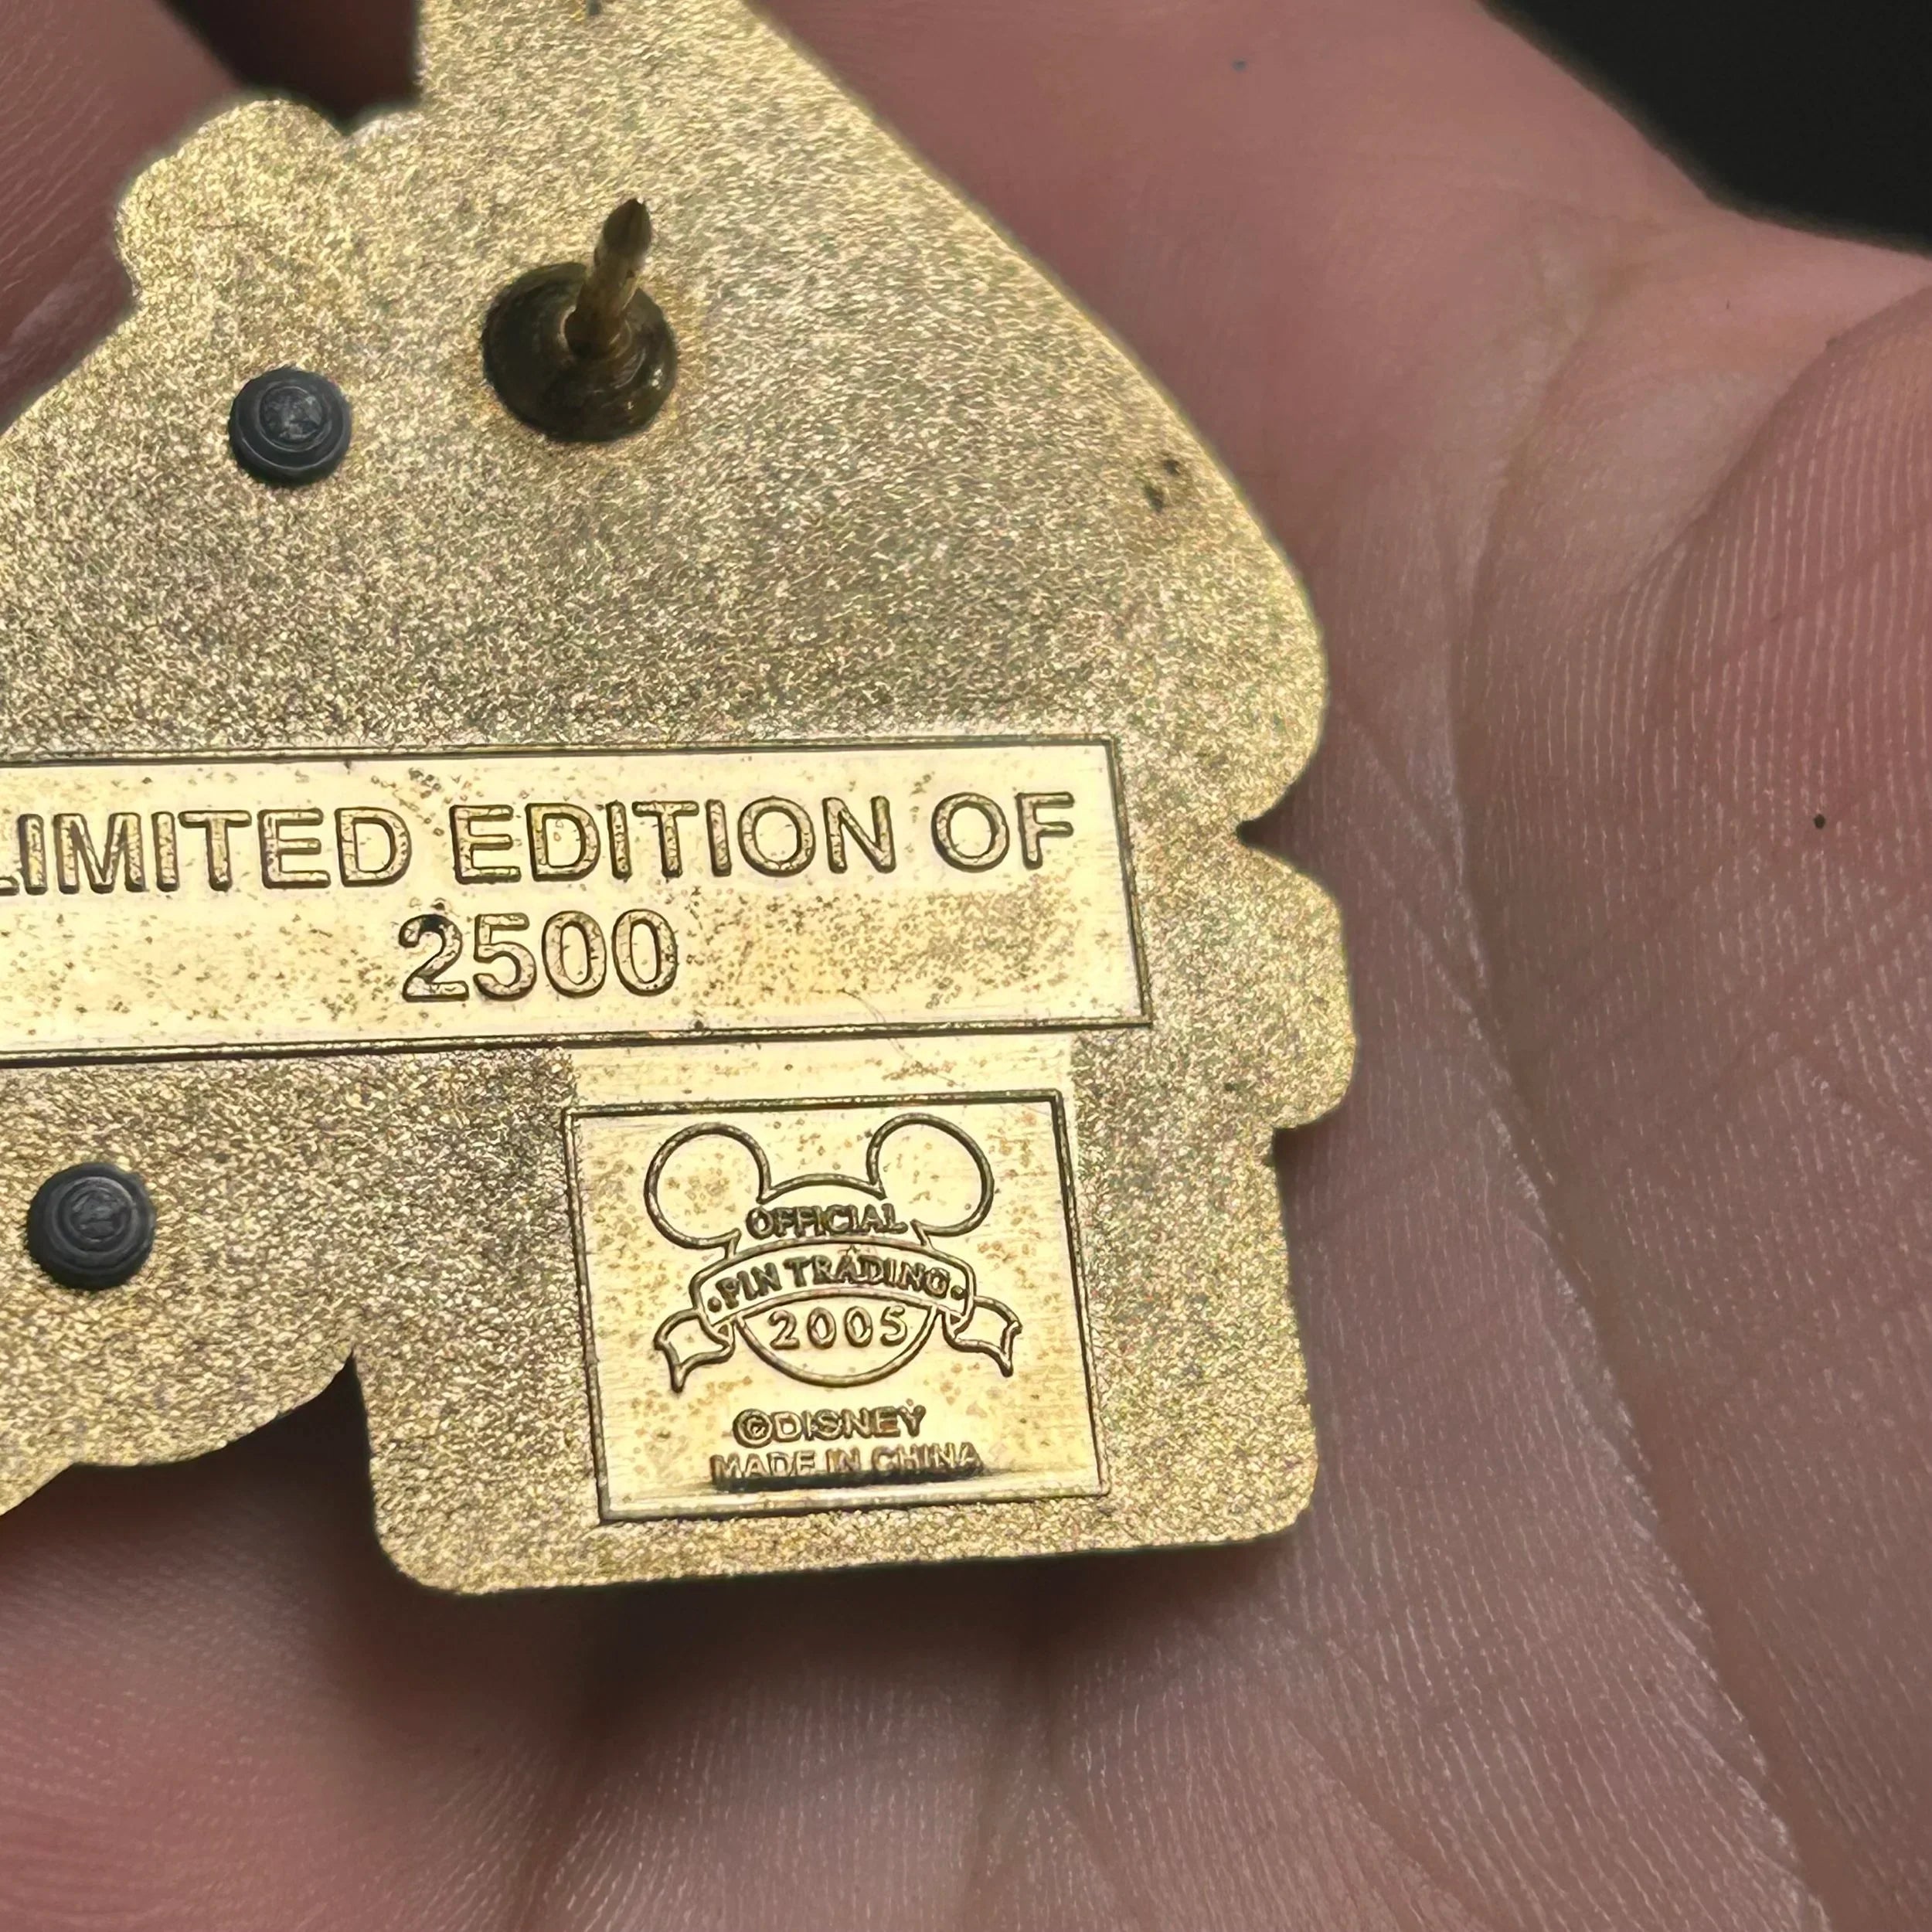 LIMITED EDITION OF
2500
OFFICIAL
·PIN TRADING·
2005
©DISNEY
MADE IN CHINA